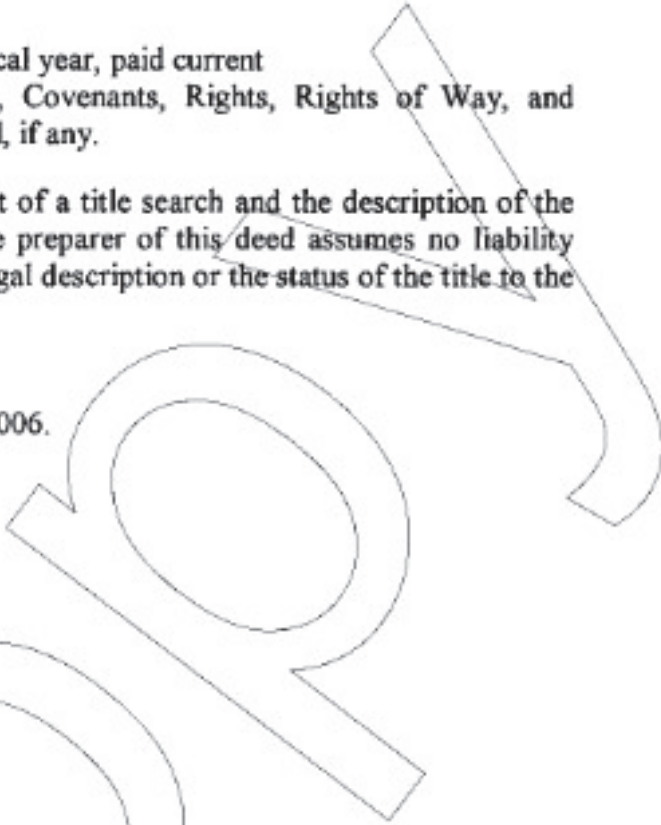 cal year, paid current
, Covenants, Rights, Rights of Way, and
, if any.
t of a title search and the description of the
e preparer of this deed assumes no liability
gal description or the status of the title to the
006.
py